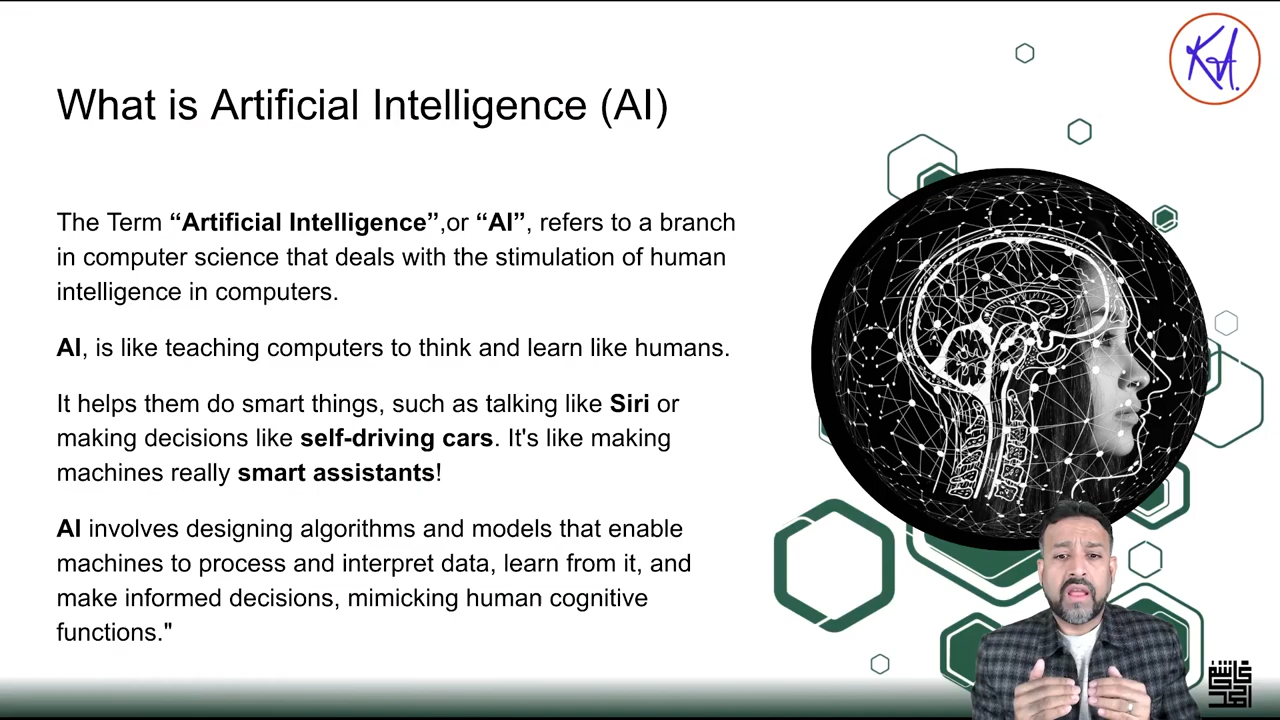 KA.
What is Artificial Intelligence (AI)
The Term “Artificial Intelligence”,or “AI”, refers to a branch
in computer science that deals with the stimulation of human
intelligence in computers.
AI, is like teaching computers to think and learn like humans.
It helps them do smart things, such as talking like Siri or
making decisions like self-driving cars. It's like making
machines really smart assistants!
AI involves designing algorithms and models that enable
machines to process and interpret data, learn from it, and
make informed decisions, mimicking human cognitive
functions."